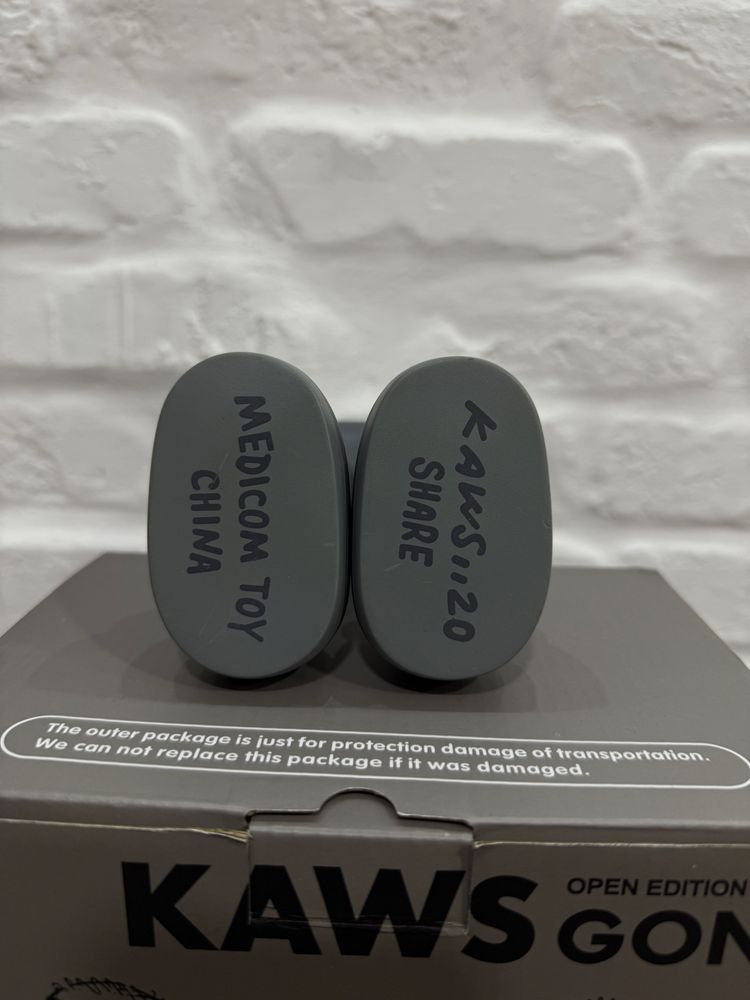 MEDICOM TOY
CHINA
KAWS..20
SHARE
The outer package is just for protection damage of transportation.
We can not replace this package if it was damaged.
KAWS
OPEN EDITION
GON